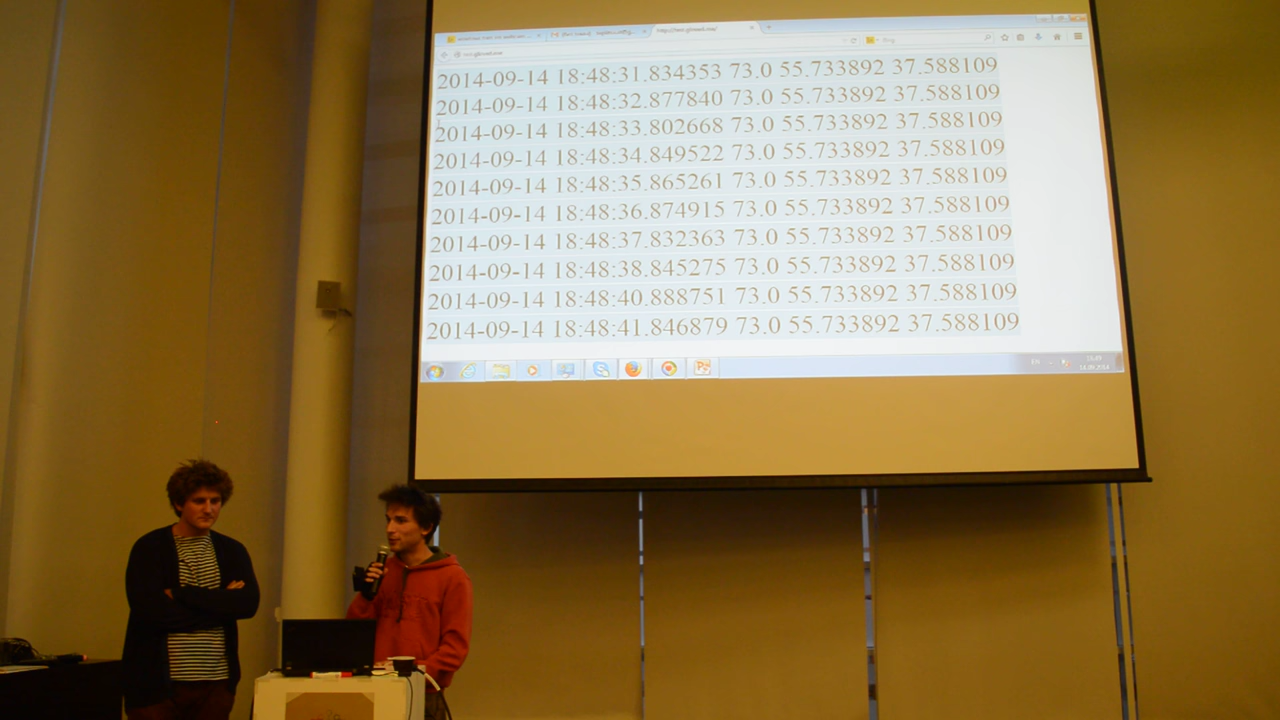 2014-09-14 18:48:31.834353 73.0 55.733892 37.588109
2014-09-14 18:48:32.877840 73.0 55.733892 37.588109
2014-09-14 18:48:33.802668 73.0 55.733892 37.588109
2014-09-14 18:48:34.849522 73.0 55.733892 37.588109
2014-09-14 18:48:35.865261 73.0 55.733892 37.588109
2014-09-14 18:48:36.874915 73.0 55.733892 37.588109
2014-09-14 18:48:37.832363 73.0 55.733892 37.588109
2014-09-14 18:48:38.845275 73.0 55.733892 37.588109
2014-09-14 18:48:40.888751 73.0 55.733892 37.588109
2014-09-14 18:48:41.846879 73.0 55.733892 37.588109
EN
14.09.2014